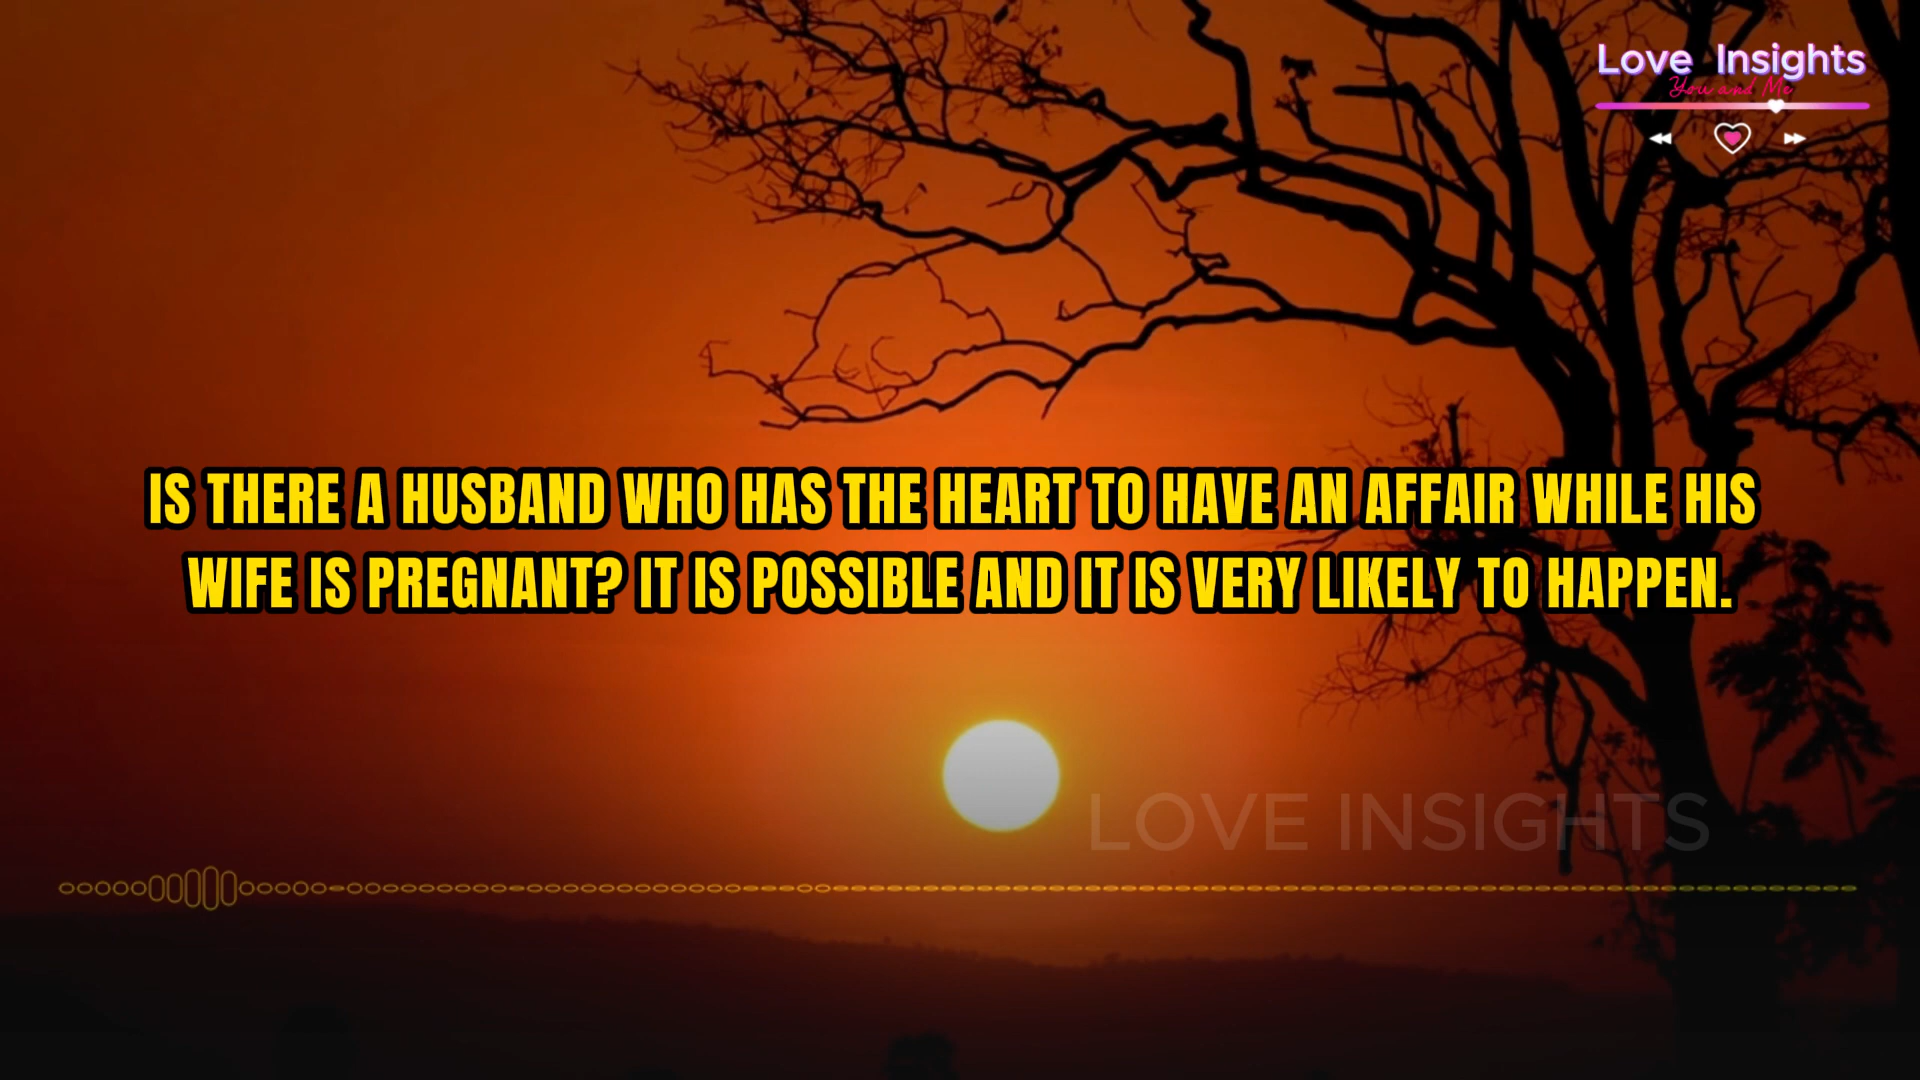 Love Insights
You and Me
IS THERE A HUSBAND WHO HAS THE HEART TO HAVE AN AFFAIR WHILE HIS
WIFE IS PREGNANT? IT IS POSSIBLE AND IT IS VERY LIKELY TO HAPPEN.
LOVE INSIGHTS